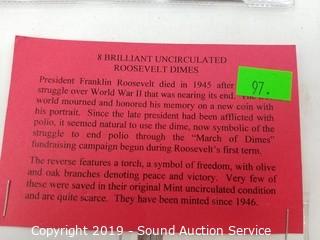 8 BRILLIANT UNCIRCULATED
ROOSEVELT DIMES
President Franklin Roosevelt died in 1945 after
struggle over World War II that was nearing its end. The
world mourned and honored his memory on a new coin with
his portrait. Since the late president had been afflicted with
polio, it seemed natural to use the dime, now symbolic of the
struggle to end polio through the “March of Dimes”
fundraising campaign begun during Roosevelt's first term.
The reverse features a torch, a symbol of freedom, with olive
and oak branches denoting peace and victory. Very few of
these were saved in their original Mint uncirculated condition
and are quite scarce. They have been minted since 1946.
97.
Copyright 2019 - Sound Auction Service